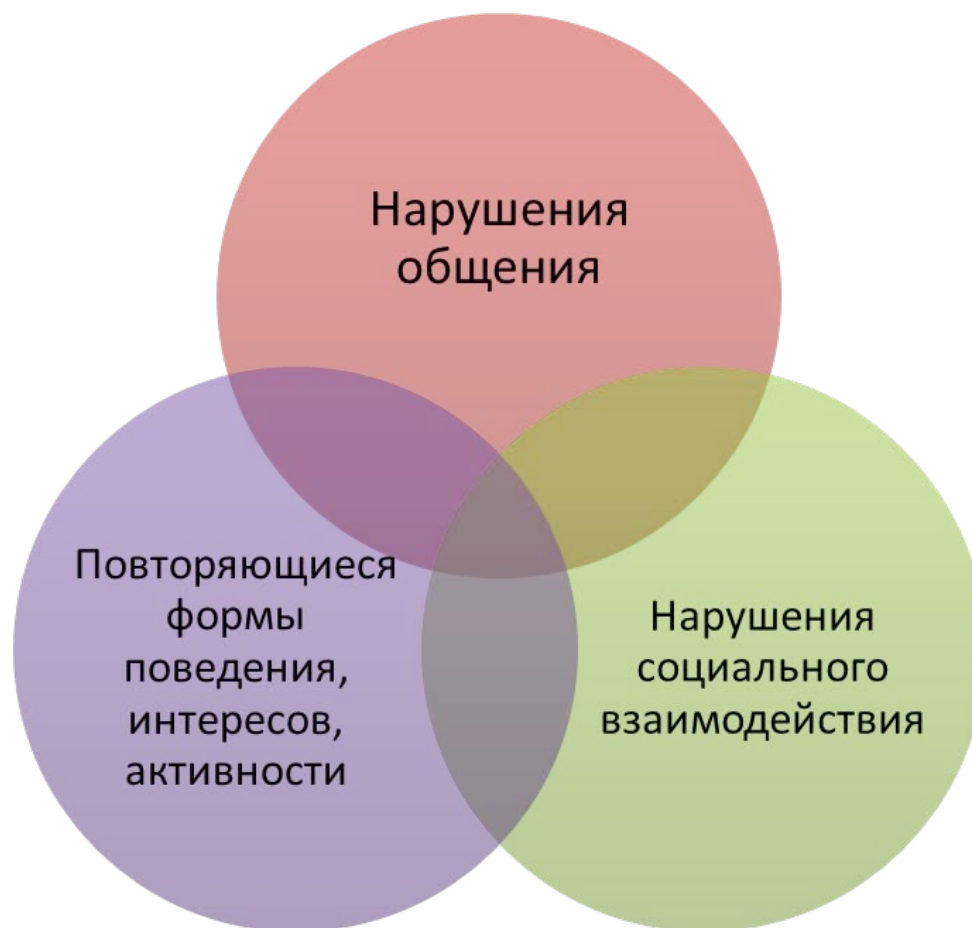 Нарушения
общения
Повторяющиеся
формы
поведения,
интересов,
активности
Нарушения
социального
взаимодействия